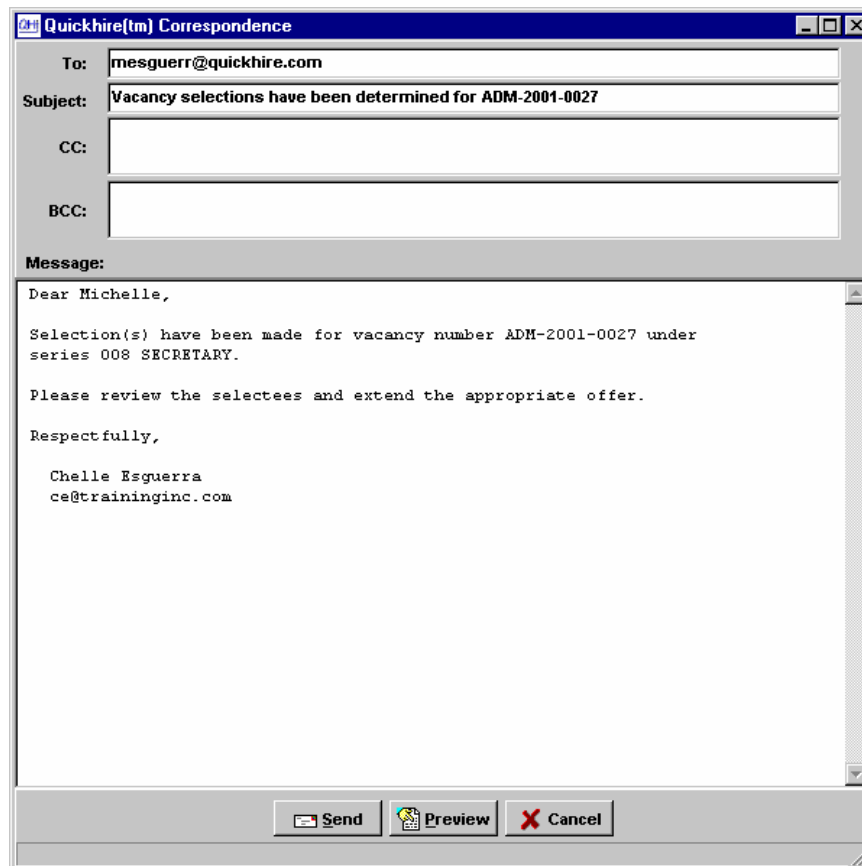 QHi Quickhire(tm) Correspondence
To: mesguerr@quickhire.com
Subject: Vacancy selections have been determined for ADM-2001-0027
CC:
BCC:
Message:
Dear Michelle,
Selection(s) have been made for vacancy number ADM-2001-0027 under
series 008 SECRETARY.
Please review the selectees and extend the appropriate offer.
Respectfully,
Chelle Esguerra
ce@traininginc.com
Send Preview Cancel